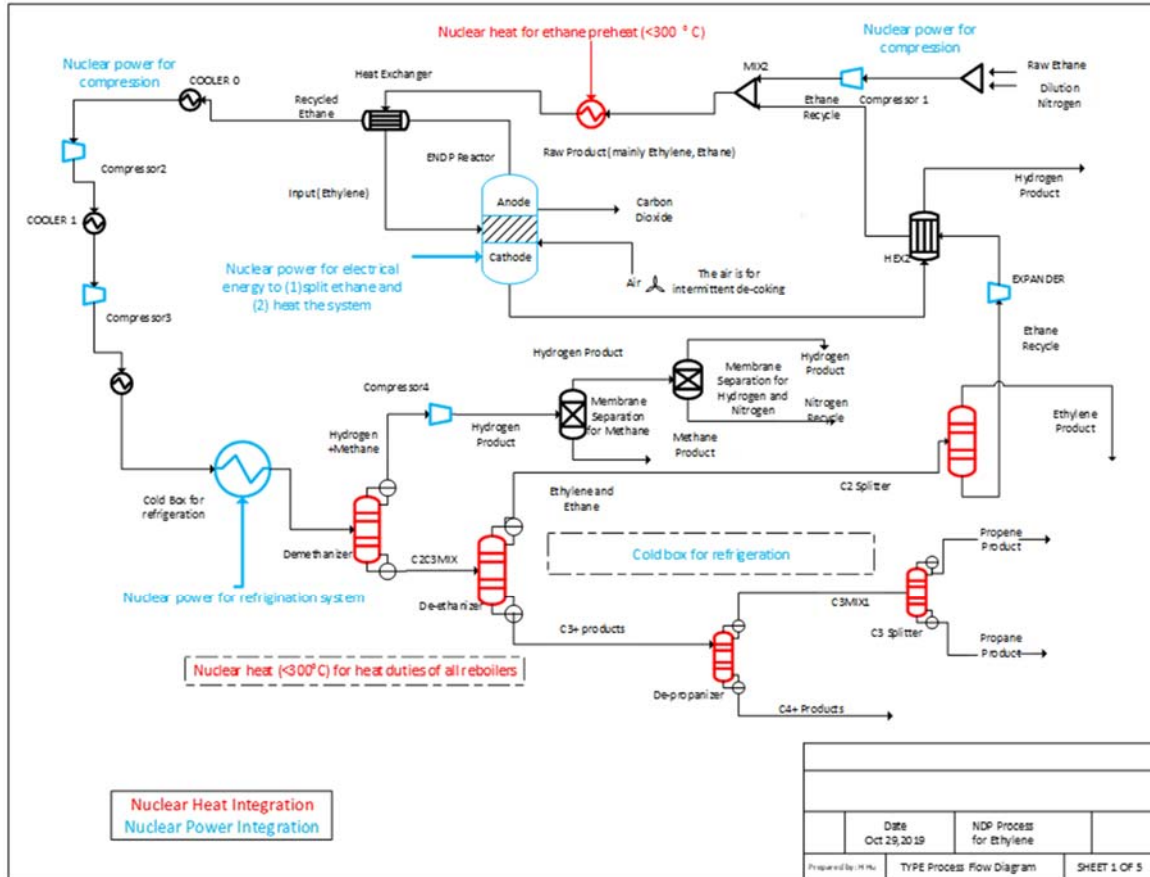 Nuclear heat for ethane preheat (<300 ° C)
Nuclear power for
compression
Nuclear power for
compression
COOLER 0
Heat Exchanger
Recycled
Ethane
MIX2
Raw Ethane
Dilution
Nitrogen
Ethane
Recycle
Compressor 1
Compressor2
ENDP Reactor
Raw Product (mainly Ethylene, Ethane)
Hydrogen
Product
Input (Ethylene)
Anode
Carbon
Dioxide
COOLER 1
Cathode
HEX2
Nuclear power for electrical
energy to (1)split ethane and
(2) heat the system
Air
The air is for
intermittent de-coking
EXPANDER
Compressor3
Ethane
Recycle
Hydrogen Product
Hydrogen
Product
Compressor4
Membrane
Separation for
Hydrogen and
Nitrogen
Membrane
Separation
for Methane
Nitrogen
Recycle
Hydrogen
+Methane
Hydrogen
Product
Methane
Product
Ethylene
Product
Cold Box for
refrigeration
Ethylene and
Ethane
C2 Splitter
Demethanizer
C2C3MIX
Cold box for refrigeration
Propene
Product
Nuclear power for refrigination system
De-ethanizer
C3MIX1
C3+ products
C3 Splitter
Propane
Product
Nuclear heat (<300°C) for heat duties of all reboilers
De-propanizer
C4+ Products
Nuclear Heat Integration
Nuclear Power Integration
Date
Oct 29,2019
NDP Process
for Ethylene
Prepared by: H Hu
TYPE Process Flow Diagram
SHEET 1 OF 5